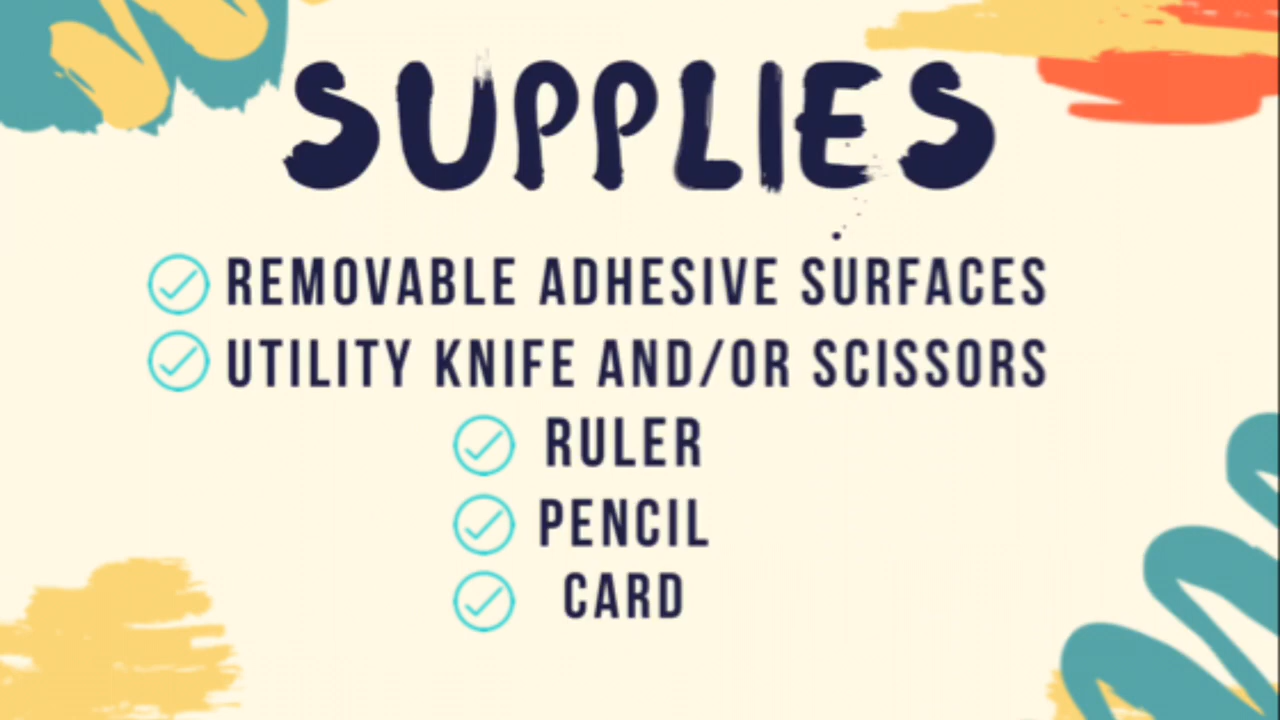 SUPPLIES
REMOVABLE ADHESIVE SURFACES
UTILITY KNIFE AND/OR SCISSORS
RULER
PENCIL
CARD